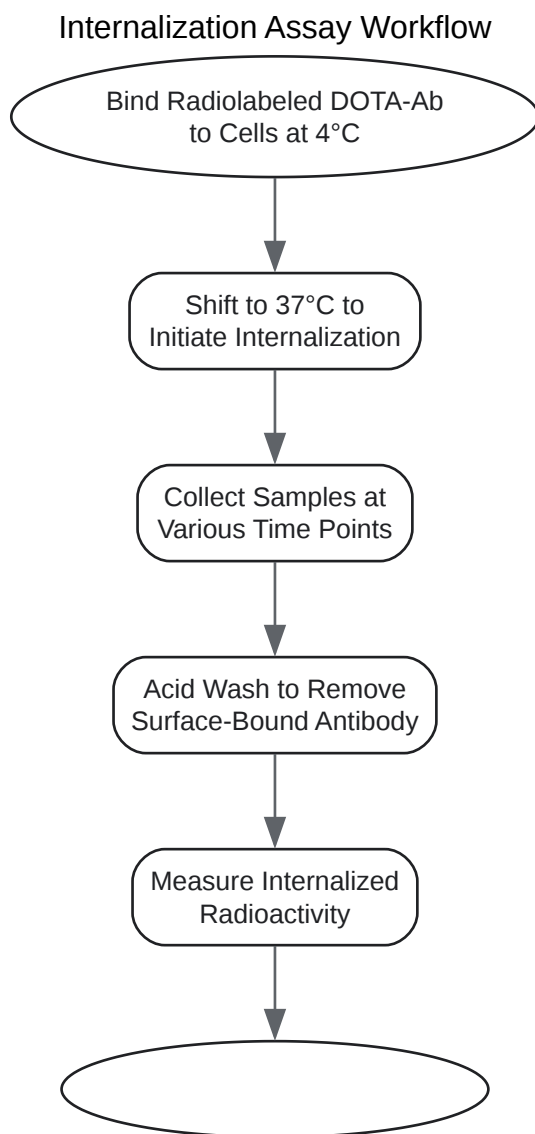 Internalization Assay Workflow
Bind Radiolabeled DOTA-Ab
to Cells at 4°C
Shift to 37°C to
Initiate Internalization
Collect Samples at
Various Time Points
Acid Wash to Remove
Surface-Bound Antibody
Measure Internalized
Radioactivity